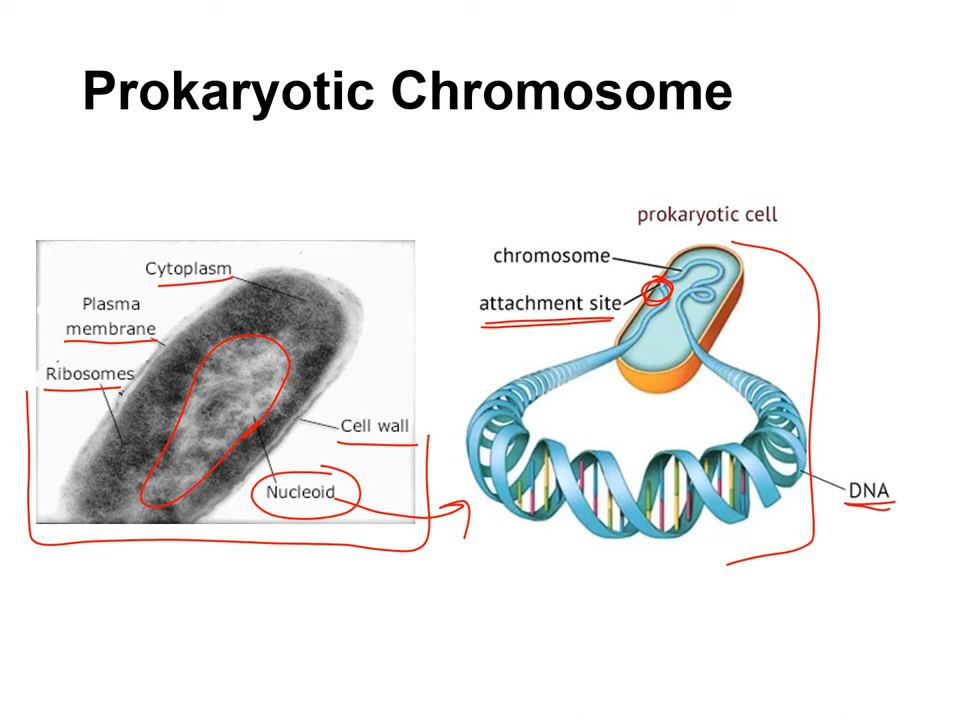 Prokaryotic Chromosome
Cytoplasm
Plasma
membrane
Ribosomes
Cell wall
Nucleoid
prokaryotic cell
chromosome
attachment site
DNA